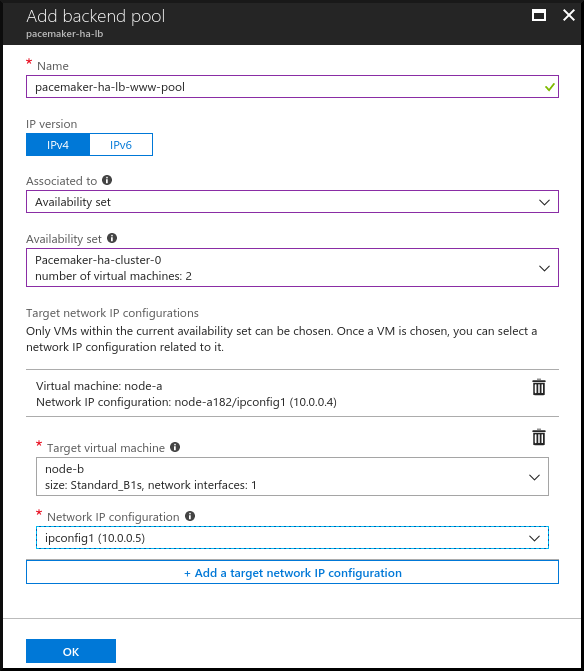 Add backend pool
pacemaker-ha-lb
* Name
pacemaker-ha-lb-www-pool
IP version
IPv4 IPv6
Associated to
Availability set
Availability set
Pacemaker-ha-cluster-0
number of virtual machines: 2
Target network IP configurations
Only VMs within the current availability set can be chosen. Once a VM is chosen, you can select a
network IP configuration related to it.
Virtual machine: node-a
Network IP configuration: node-a182/ipconfig1 (10.0.0.4)
* Target virtual machine
node-b
size: Standard_B1s, network interfaces: 1
* Network IP configuration
ipconfig1 (10.0.0.5)
+ Add a target network IP configuration
OK